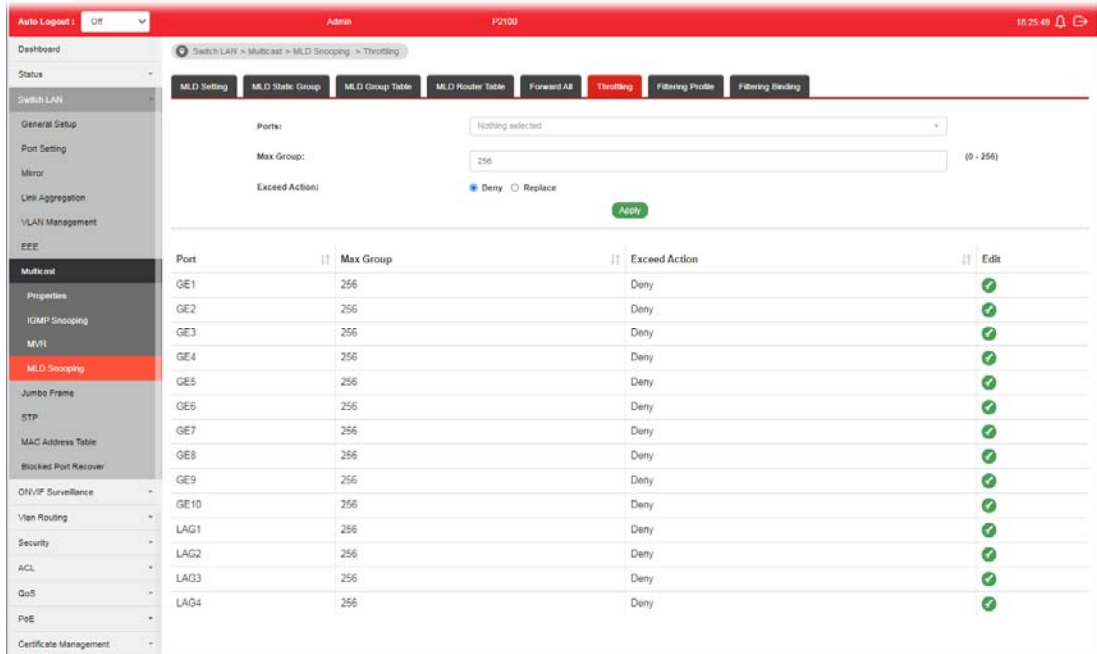 Auto Logout : Off Admin P2100 18:25:49
Dashboard
Status
Switch LAN
General Setup
Port Setting
Mirror
Link Aggregation
VLAN Management
EEE
Multicast
Properties
IGMP Snooping
MVR
MLD Snooping
Jumbo Frame
STP
MAC Address Table
Blocked Port Recover
ONVIF Surveillance
Vlan Routing
Security
ACL
QoS
PoE
Certificate Management
Switch LAN > Multicast > MLD Snooping > Throttling
MLD Setting MLD Static Group MLD Group Table MLD Router Table Forward All Throttling Filtering Profile Filtering Binding
Ports: Nothing selected
Max Group: 256 (0 - 256)
Exceed Action: Deny Replace
Apply
Port Max Group Exceed Action Edit
GE1 256 Deny
GE2 256 Deny
GE3 256 Deny
GE4 256 Deny
GE5 256 Deny
GE6 256 Deny
GE7 256 Deny
GE8 256 Deny
GE9 256 Deny
GE10 256 Deny
LAG1 256 Deny
LAG2 256 Deny
LAG3 256 Deny
LAG4 256 Deny